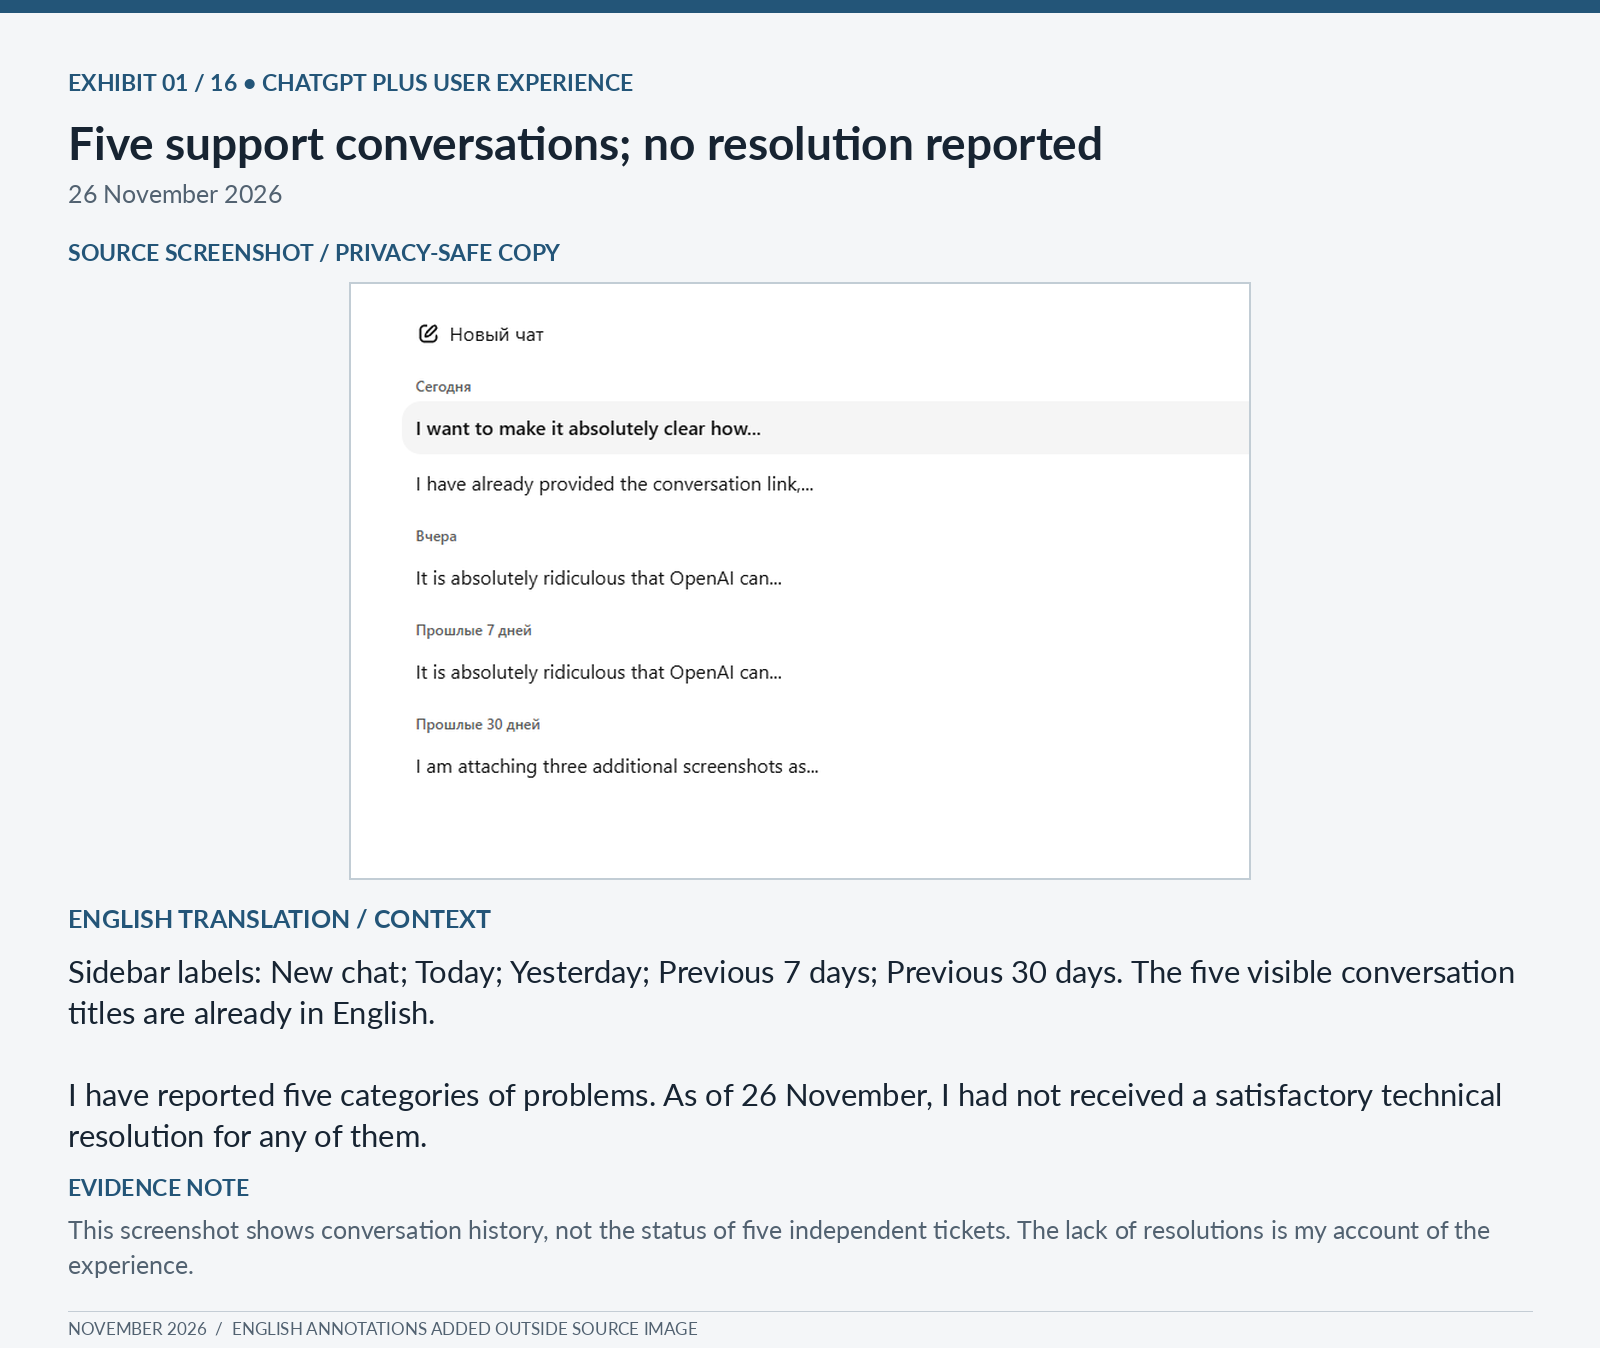 EXHIBIT 01 / 16 • CHATGPT PLUS USER EXPERIENCE
Five support conversations; no resolution reported
26 November 2026
SOURCE SCREENSHOT / PRIVACY-SAFE COPY
Новый чат
Сегодня
I want to make it absolutely clear how...
I have already provided the conversation link,...
Вчера
It is absolutely ridiculous that OpenAI can...
Прошлые 7 дней
It is absolutely ridiculous that OpenAI can...
Прошлые 30 дней
I am attaching three additional screenshots as...
ENGLISH TRANSLATION / CONTEXT
Sidebar labels: New chat; Today; Yesterday; Previous 7 days; Previous 30 days. The five visible conversation
titles are already in English.
I have reported five categories of problems. As of 26 November, I had not received a satisfactory technical
resolution for any of them.
EVIDENCE NOTE
This screenshot shows conversation history, not the status of five independent tickets. The lack of resolutions is my account of the
experience.
NOVEMBER 2026 / ENGLISH ANNOTATIONS ADDED OUTSIDE SOURCE IMAGE